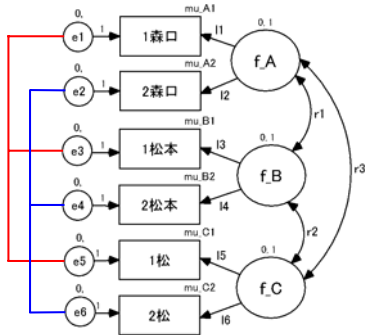 mu_A1
0,
e1
1
1森口
l1
0, 1
f_A
mu_A2
0,
e2
1
2森口
l2
r1
mu_B1
0,
e3
1
1松本
l3
0, 1
f_B
r3
mu_B2
0,
e4
1
2松本
l4
r2
mu_C1
0,
e5
1
1松
l5
0, 1
f_C
mu_C2
0,
e6
1
2松
l6